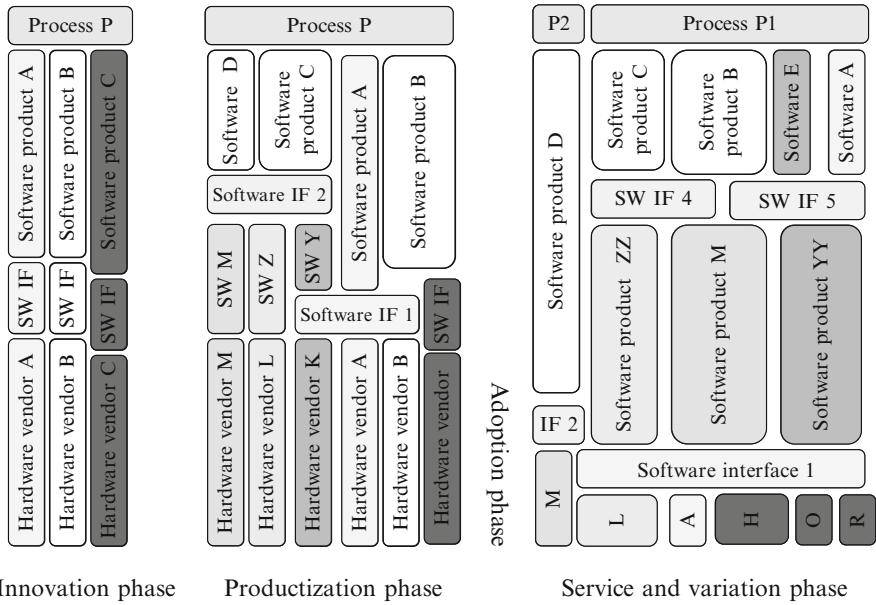 Process P
Software product A
Software product B
Software product C
SW IF
SW IF
SW IF
Hardware vendor A
Hardware vendor B
Hardware vendor C
Innovation phase
Process P
Software D
Software
product C
Software product A
Software product B
Software IF 2
SW M
SW Z
SW Y
Software IF 1
SW IF
Hardware vendor M
Hardware vendor L
Hardware vendor K
Hardware vendor A
Hardware vendor B
Hardware vendor
Productization phase
Adoption phase
P2
Process P1
Software product D
Software
product C
Software
product B
Software E
Software A
SW IF 4
SW IF 5
Software product ZZ
Software product M
Software product YY
IF 2
Software interface 1
M
L
A
H
O
R
Service and variation phase